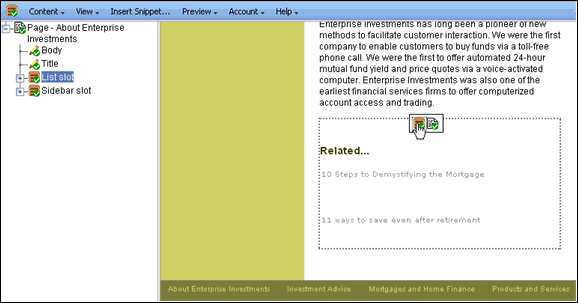 Content View Insert Snippet... Preview Account Help
Page - About Enterprise
Investments
Body
Title
List slot
Sidebar slot
Enterprise Investments has long been a pioneer of new
methods to facilitate customer interaction. We were the first
company to enable customers to buy funds via a toll-free
phone call. We were the first to offer automated 24-hour
mutual fund yield and price quotes via a voice-activated
computer. Enterprise Investments was also one of the
earliest financial services firms to offer computerized
account access and trading.
Related...
10 Steps to Demystifying the Mortgage
11 ways to save even after retirement
About Enterprise Investments Investment Advice Mortgages and Home Finance Products and Services